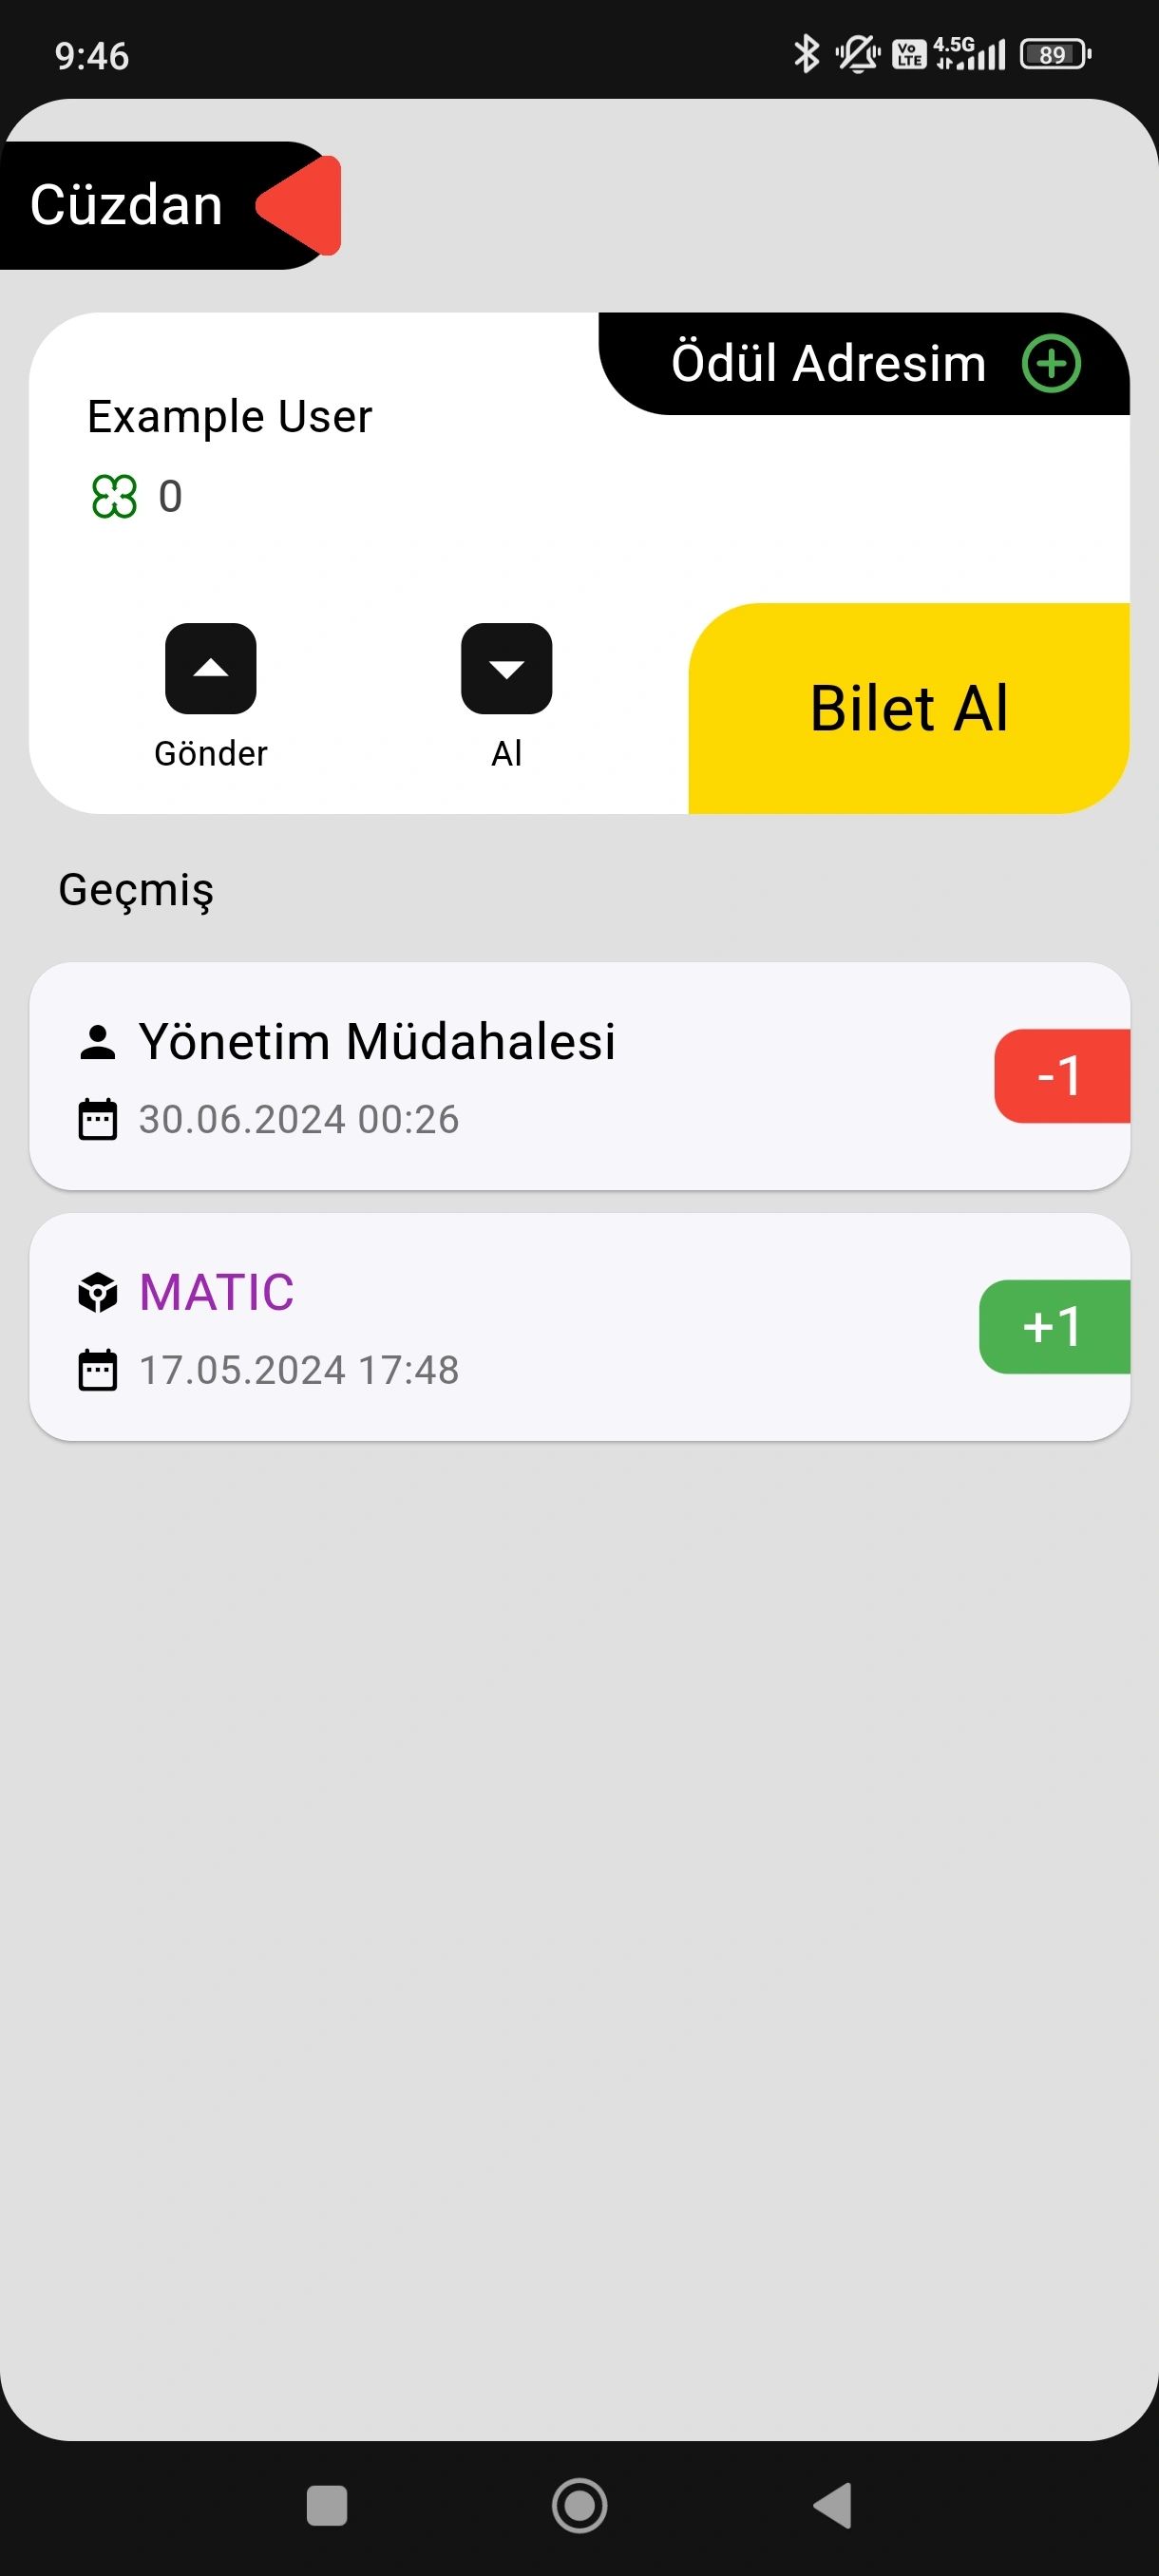 9:46
Vo LTE 4.5G 89
Cüzdan
Ödül Adresim
Example User
0
Gönder
Al
Bilet Al
Geçmiş
Yönetim Müdahalesi
30.06.2024 00:26
-1
MATIC
17.05.2024 17:48
+1